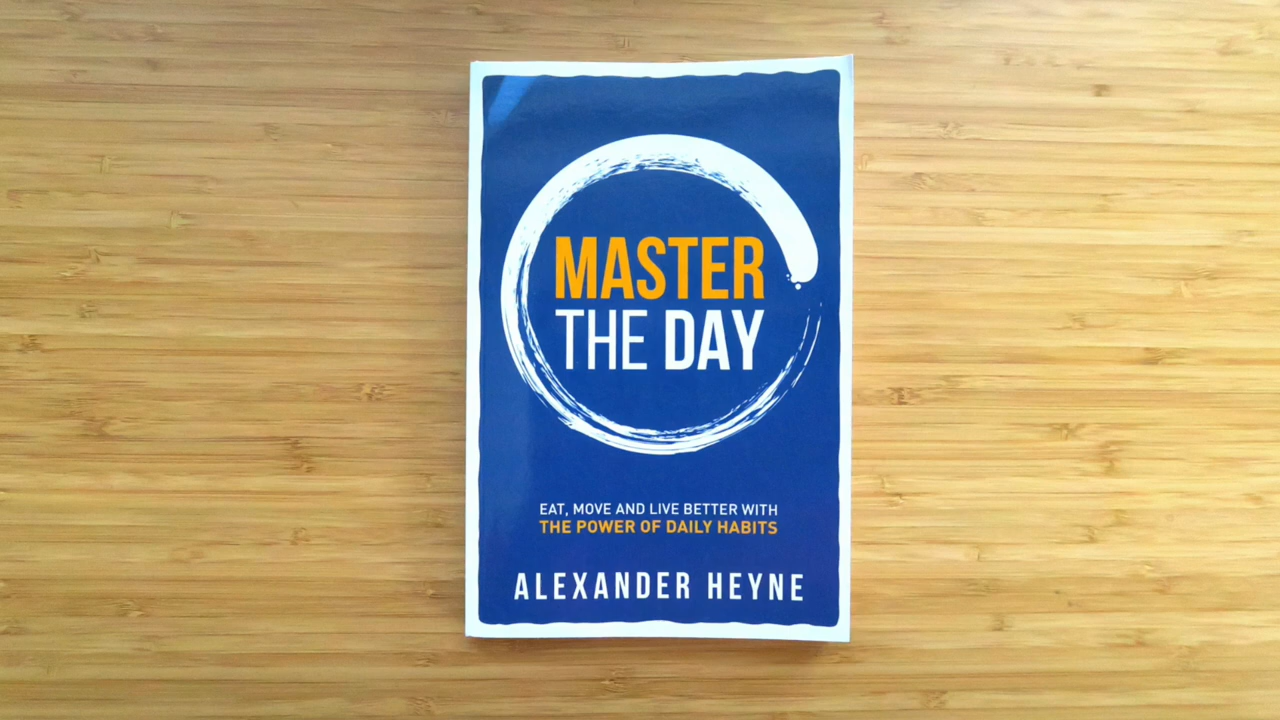 MASTER
THE DAY
EAT, MOVE AND LIVE BETTER WITH
THE POWER OF DAILY HABITS
ALEXANDER HEYNE